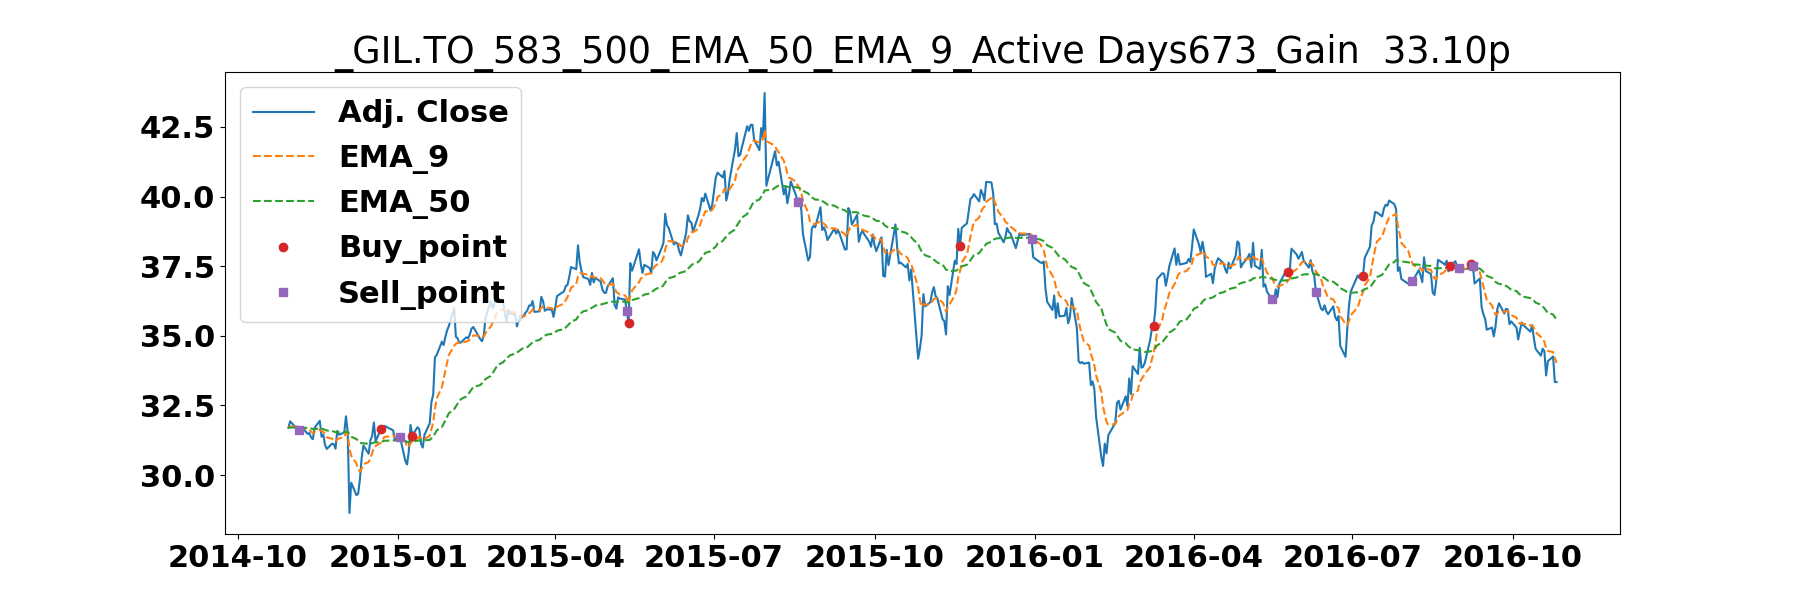 _GIL.TO_583_500_EMA_50_EMA_9_Active Days673_Gain  33.10p
Adj. Close
EMA_9
EMA_50
Buy_point
Sell_point
42.5
40.0
37.5
35.0
32.5
30.0
2014-10 2015-01 2015-04 2015-07 2015-10 2016-01 2016-04 2016-07 2016-10